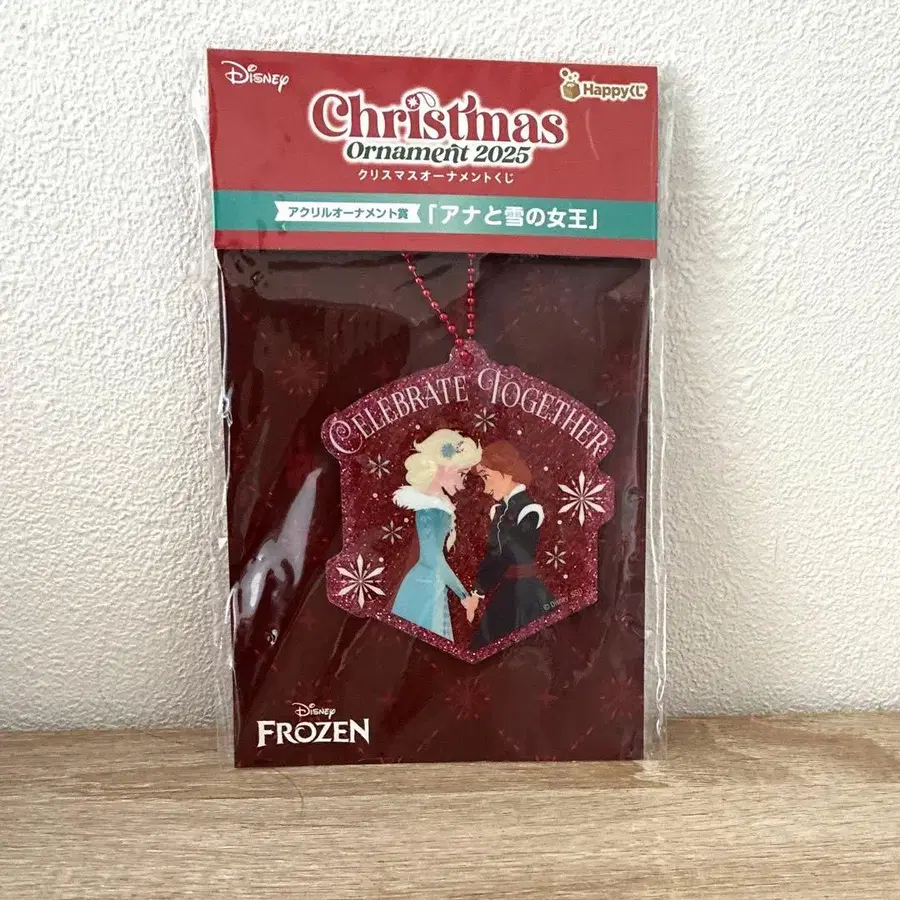 Disney
Happyくじ
Christmas
Ornament 2025
クリスマスオーナメントくじ
アクリルオーナメント賞 「アナと雪の女王」
CELEBRATE TOGETHER
© Disney
Disney
FROZEN